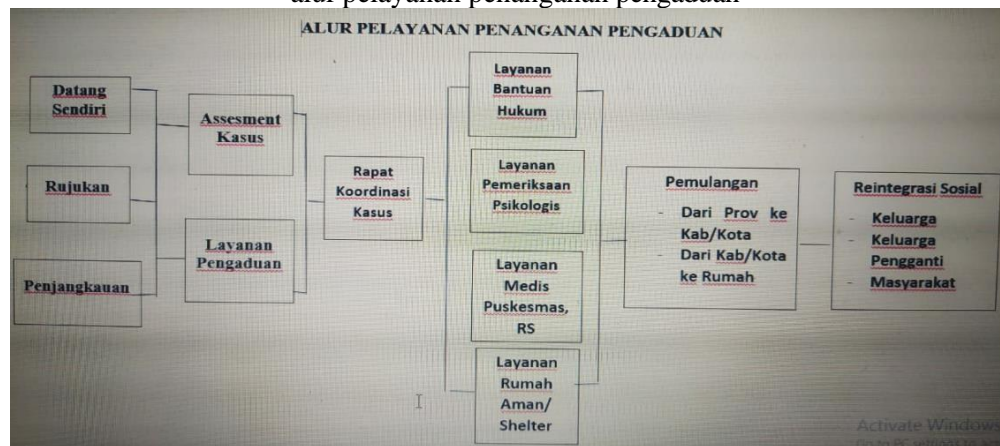 alur pelayanan penanganan pengaduan
ALUR PELAYANAN PENANGANAN PENGADUAN
Datang
Sendiri
Rujukan
Penjangkauan
Assesment
Kasus
Layanan
Pengaduan
Rapat
Koordinasi
Kasus
Layanan
Bantuan
Hukum
Layanan
Pemeriksaan
Psikologis
Layanan
Medis
Puskesmas,
RS
Layanan
Rumah
Aman/
Shelter
Pemulangan
- Dari Prov ke
Kab/Kota
- Dari Kab/Kota
ke Rumah
Reintegrasi Sosial
- Keluarga
- Keluarga
Pengganti
- Masyarakat
Activate Windows